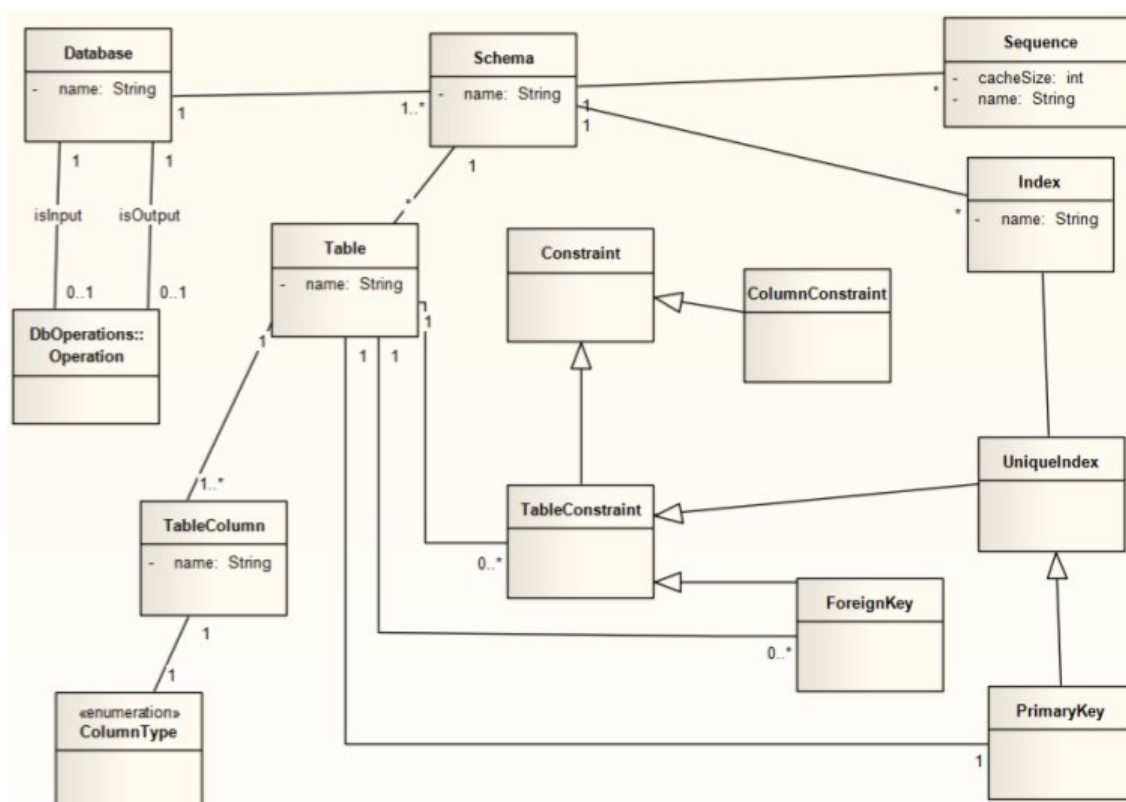 Database
- name: String
Schema
- name: String
Sequence
- cacheSize: int
- name: String
1
1..*
1
*
1
1
1
1
isInput
isOutput
*
Index
- name: String
*
Table
- name: String
Constraint
ColumnConstraint
0..1
0..1
DbOperations::
Operation
1
1
1
1
1..*
TableColumn
- name: String
TableConstraint
UniqueIndex
0..*
ForeignKey
0..*
1
1
«enumeration»
ColumnType
PrimaryKey
1